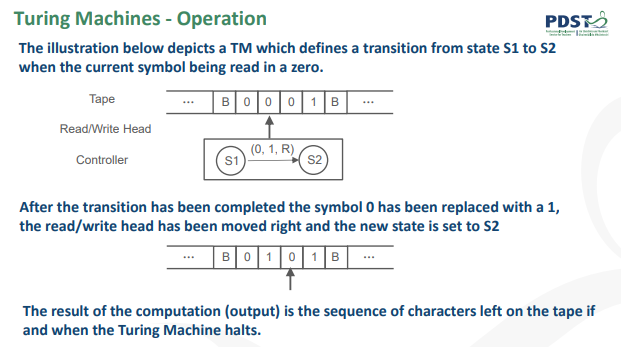 Turing Machines - Operation
PDST
The illustration below depicts a TM which defines a transition from state S1 to S2
when the current symbol being read in a zero.
Tape
... B 0 0 0 1 B ...
Read/Write Head
Controller
(0, 1, R)
S1 S2
After the transition has been completed the symbol 0 has been replaced with a 1,
the read/write head has been moved right and the new state is set to S2
... B 0 1 0 1 B ...
The result of the computation (output) is the sequence of characters left on the tape if
and when the Turing Machine halts.